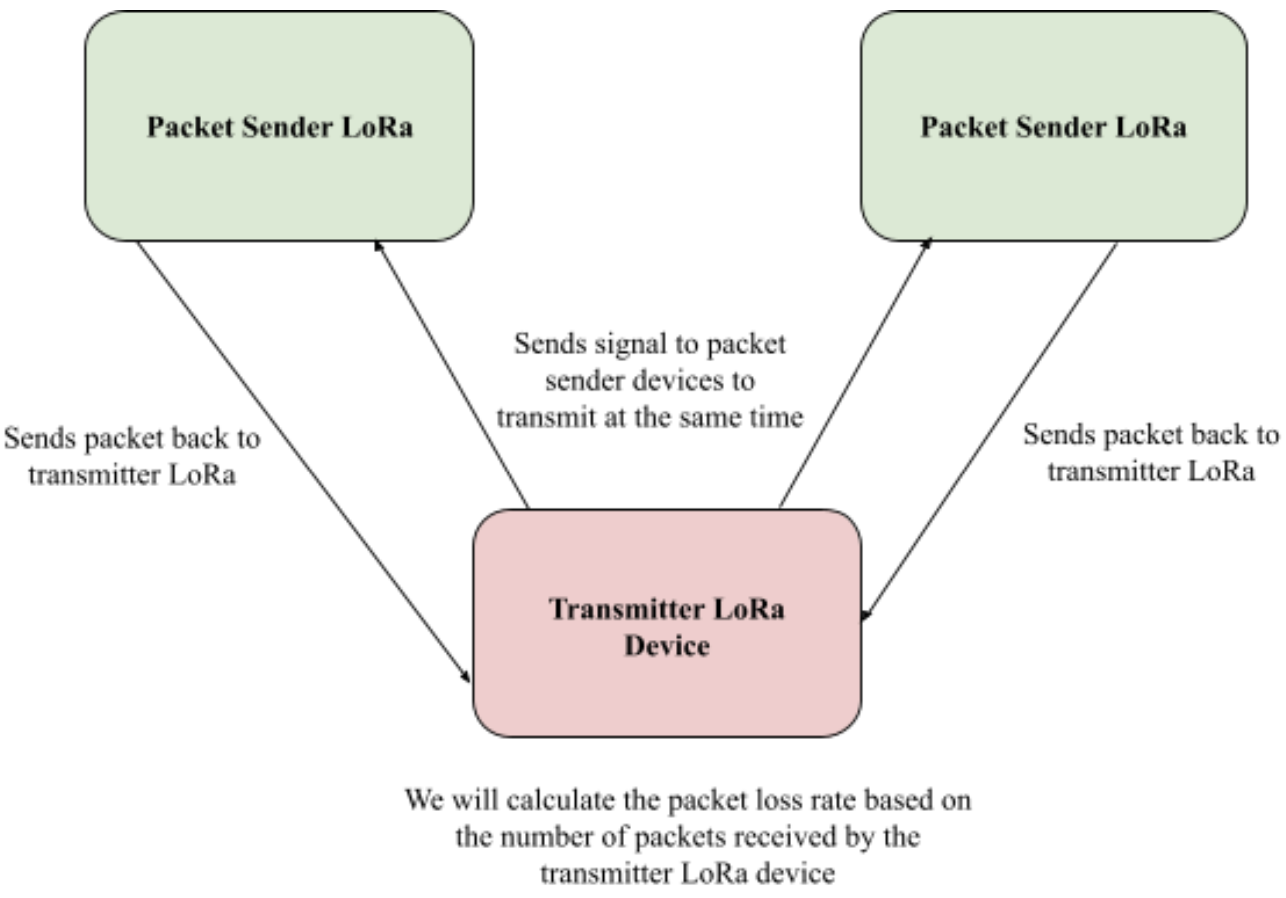 Packet Sender LoRa
Packet Sender LoRa
Sends signal to packet
sender devices to
transmit at the same time
Sends packet back to
transmitter LoRa
Sends packet back to
transmitter LoRa
Transmitter LoRa
Device
We will calculate the packet loss rate based on
the number of packets received by the
transmitter LoRa device